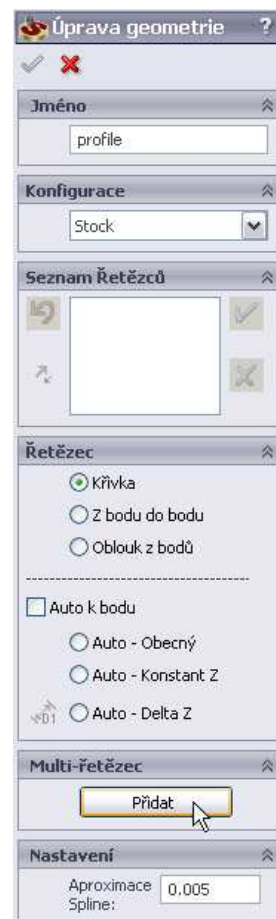 Úprava geometrie ?
Jméno
profile
Konfigurace
Stock
Seznam Řetězců
Řetězec
Křivka
Z bodu do bodu
Oblouk z bodů
Auto k bodu
Auto - Obecný
Auto - Konstant Z
D1
Auto - Delta Z
Multi-řetězec
Přidat
Nastavení
Aproximace
Spline:
0.005